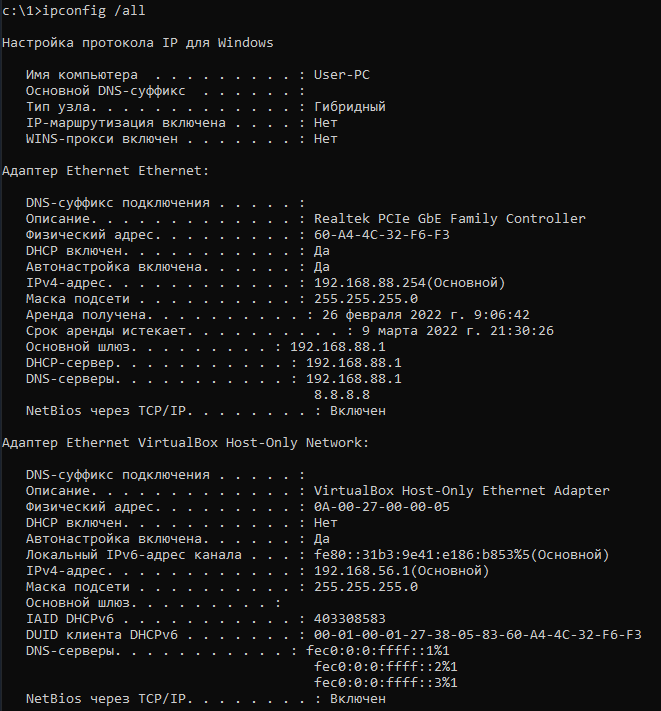 c:\1>ipconfig /all
Настройка протокола IP для Windows
Имя компьютера  . . . . . . . . . : User-PC
Основной DNS-суффикс  . . . . . . :
Тип узла. . . . . . . . . . . . . : Гибридный
IP-маршрутизация включена . . . . : Нет
WINS-прокси включен . . . . . . . : Нет
Адаптер Ethernet Ethernet:
DNS-суффикс подключения . . . . . :
Описание. . . . . . . . . . . . . : Realtek PCIe GbE Family Controller
Физический адрес. . . . . . . . . : 60-A4-4C-32-F6-F3
DHCP включен. . . . . . . . . . . : Да
Автонастройка включена. . . . . . : Да
IPv4-адрес. . . . . . . . . . . . : 192.168.88.254(Основной)
Маска подсети . . . . . . . . . . : 255.255.255.0
Аренда получена. . . . . . . . . . : 26 февраля 2022 г. 9:06:42
Срок аренды истекает. . . . . . . . . . : 9 марта 2022 г. 21:30:26
Основной шлюз. . . . . . . . . : 192.168.88.1
DHCP-сервер. . . . . . . . . . . : 192.168.88.1
DNS-серверы. . . . . . . . . . . : 192.168.88.1
8.8.8.8
NetBios через TCP/IP. . . . . . . . : Включен
Адаптер Ethernet VirtualBox Host-Only Network:
DNS-суффикс подключения . . . . . :
Описание. . . . . . . . . . . . . : VirtualBox Host-Only Ethernet Adapter
Физический адрес. . . . . . . . . : 0A-00-27-00-00-05
DHCP включен. . . . . . . . . . . : Нет
Автонастройка включена. . . . . . : Да
Локальный IPv6-адрес канала . . . : fe80::31b3:9e41:e186:b853%5(Основной)
IPv4-адрес. . . . . . . . . . . . : 192.168.56.1(Основной)
Маска подсети . . . . . . . . . . : 255.255.255.0
Основной шлюз. . . . . . . . . :
IAID DHCPv6 . . . . . . . . . . . : 403308583
DUID клиента DHCPv6 . . . . . . . : 00-01-00-01-27-38-05-83-60-A4-4C-32-F6-F3
DNS-серверы. . . . . . . . . . . : fec0:0:0:ffff::1%1
fec0:0:0:ffff::2%1
fec0:0:0:ffff::3%1
NetBios через TCP/IP. . . . . . . . : Включен